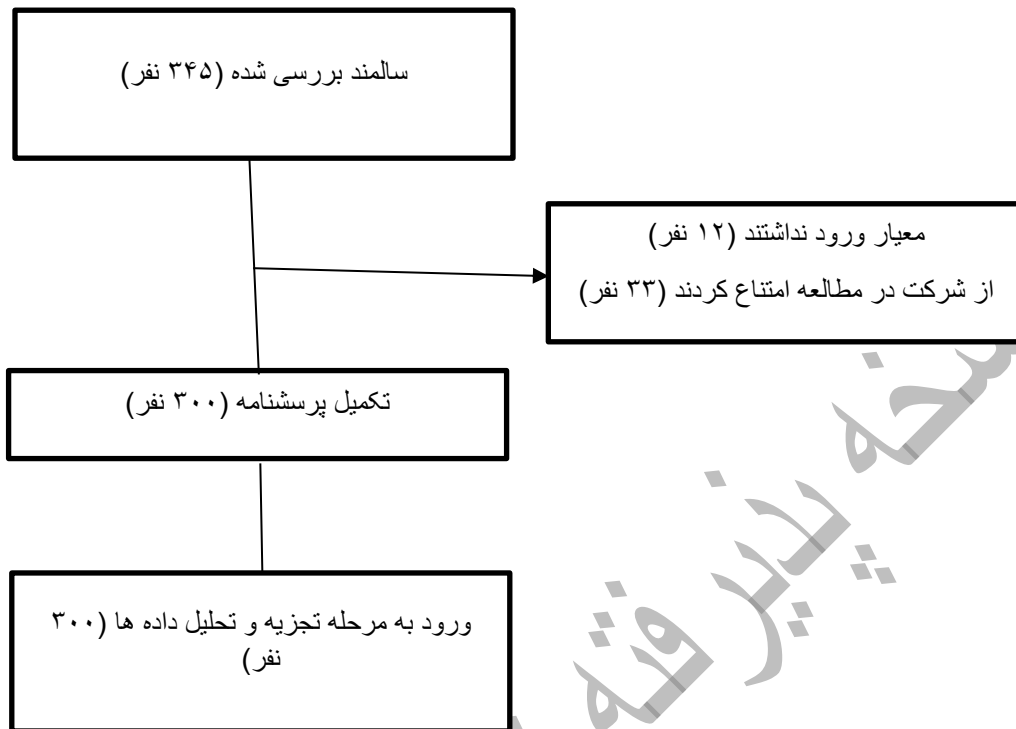 سالمند بررسی شده (۳۴۵ نفر)
معیار ورود نداشتند (۱۲ نفر)
از شرکت در مطالعه امتناع کردند (۳۳ نفر)
تکمیل پرسشنامه (۳۰۰ نفر)
ورود به مرحله تجزیه و تحلیل داده ها (۳۰۰
نفر)
پذیرفته